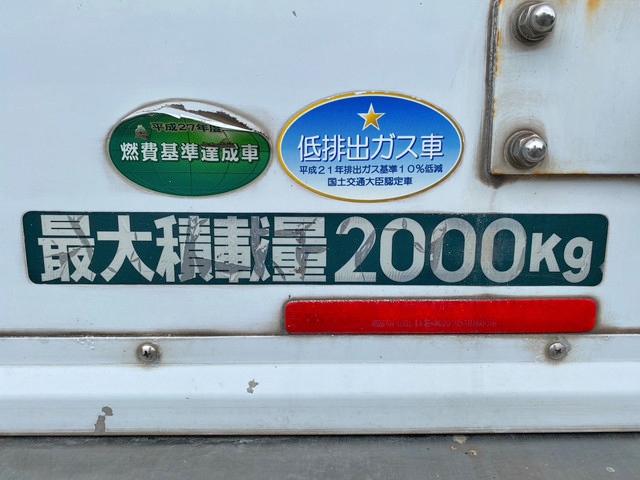 平成27年度
燃費基準達成車
低排出ガス車
平成21年排出ガス基準10%低減
国土交通大臣認定車
最大積載量2000Kg